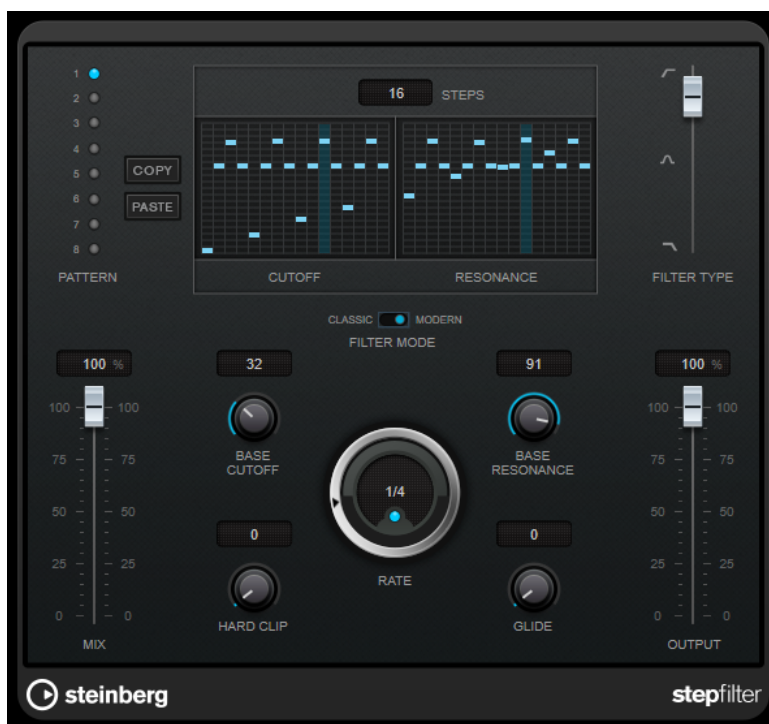 1
2
3
4
5
6
7
8
PATTERN
COPY
PASTE
16 STEPS
CUTOFF
RESONANCE
FILTER TYPE
CLASSIC MODERN
FILTER MODE
100 %
100 100
75 75
50 50
25 25
0 0
MIX
32
BASE
CUTOFF
0
HARD CLIP
1/4
RATE
91
BASE
RESONANCE
0
GLIDE
100 %
100 100
75 75
50 50
25 25
0 0
OUTPUT
steinberg
stepfilter